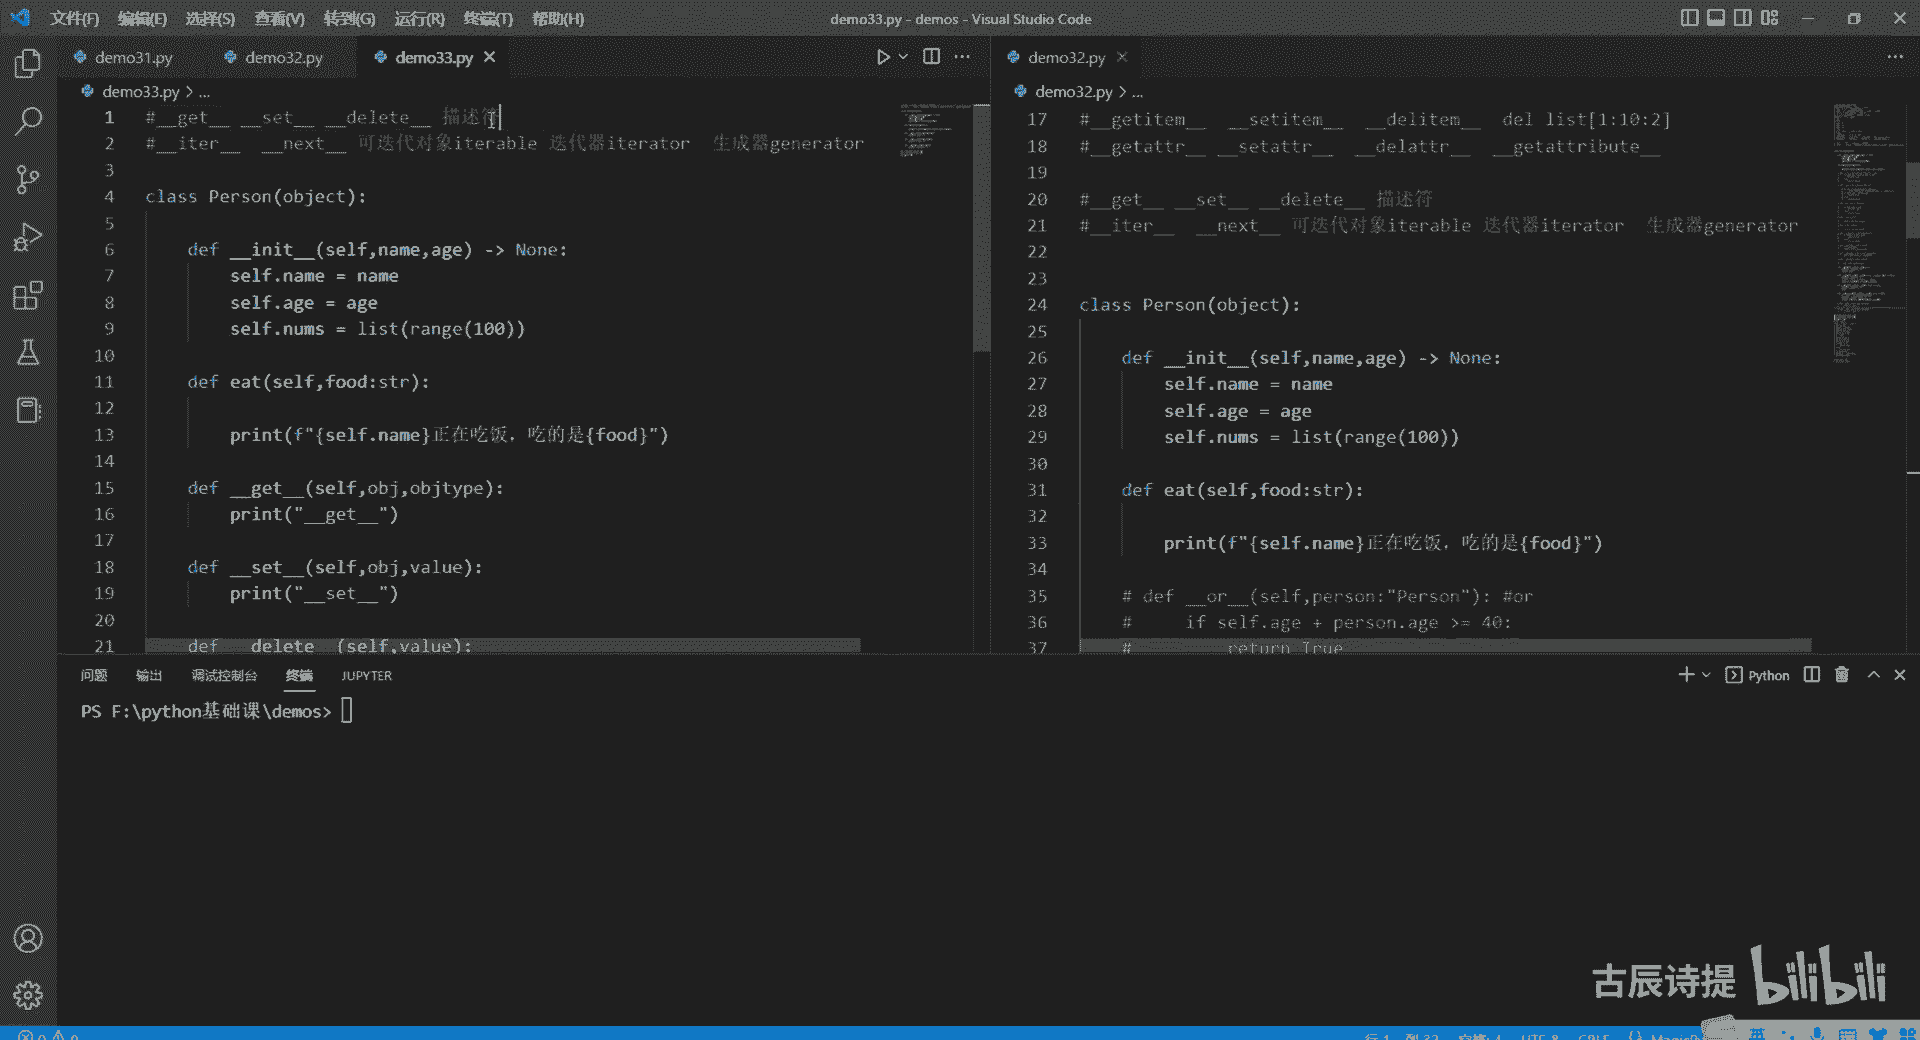 文件(F) 编辑(E) 选择(S) 查看(V) 转到(G) 运行(R) 终端(T) 帮助(H)
demo33.py - demos - Visual Studio Code
demo31.py demo32.py demo33.py
demo33.py > ...
1 #__get__ __set__ __delete__ 描述符
2 #__iter__ __next__ 可迭代对象iterable 迭代器iterator 生成器generator
3
4 class Person(object):
5
6 def __init__(self,name,age) -> None:
7 self.name = name
8 self.age = age
9 self.nums = list(range(100))
10
11 def eat(self,food:str):
12
13 print(f"{self.name}正在吃饭，吃的是{food}")
14
15 def __get__(self,obj,objtype):
16 print("__get__")
17
18 def __set__(self,obj,value):
19 print("__set__")
20
21 def __delete__(self,value):
demo32.py
demo32.py > ...
17 #__getitem__ __setitem__ __delitem__ del list[1:10:2]
18 #__getattr__ __setattr__ __delattr__ __getattribute__
19
20 #__get__ __set__ __delete__ 描述符
21 #__iter__ __next__ 可迭代对象iterable 迭代器iterator 生成器generator
22
23
24 class Person(object):
25
26 def __init__(self,name,age) -> None:
27 self.name = name
28 self.age = age
29 self.nums = list(range(100))
30
31 def eat(self,food:str):
32
33 print(f"{self.name}正在吃饭，吃的是{food}")
34
35 # def __or__(self,person:"Person"): #or
36 # if self.age + person.age >= 40:
37 # return True
问题 输出 调试控制台 终端 JUPYTER
Python
PS F:\python基础课\demos>
古辰诗提 bilibili